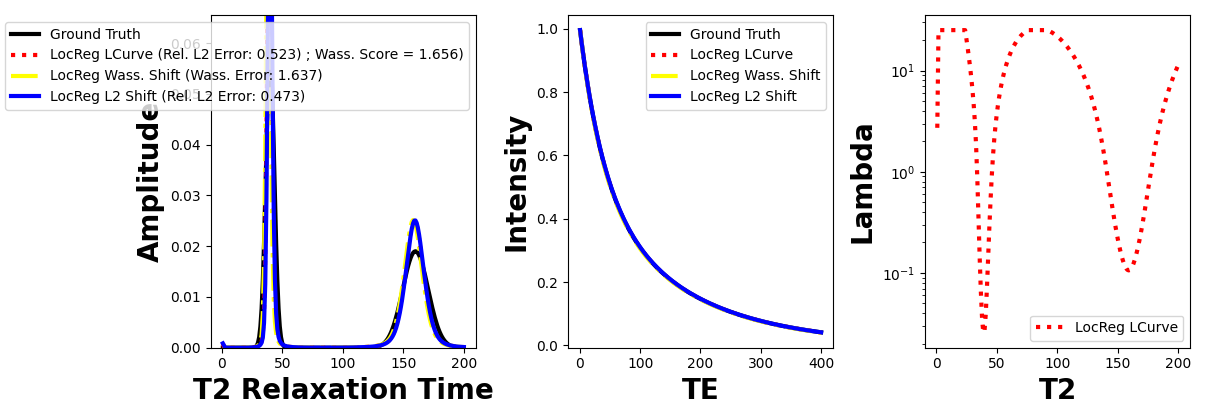 Ground Truth
LocReg LCurve (Rel. L2 Error: 0.523) ; Wass. Score = 1.656)
LocReg Wass. Shift (Wass. Error: 1.637)
LocReg L2 Shift (Rel. L2 Error: 0.473)
0.06
0.05
0.04
0.03
0.02
0.01
0.00
Amplitude
0 50 100 150 200
T2 Relaxation Time
Ground Truth
LocReg LCurve
LocReg Wass. Shift
LocReg L2 Shift
1.0
0.8
0.6
0.4
0.2
0.0
Intensity
0 100 200 300 400
TE
10¹
10⁰
10⁻¹
Lambda
LocReg LCurve
0 50 100 150 200
T2